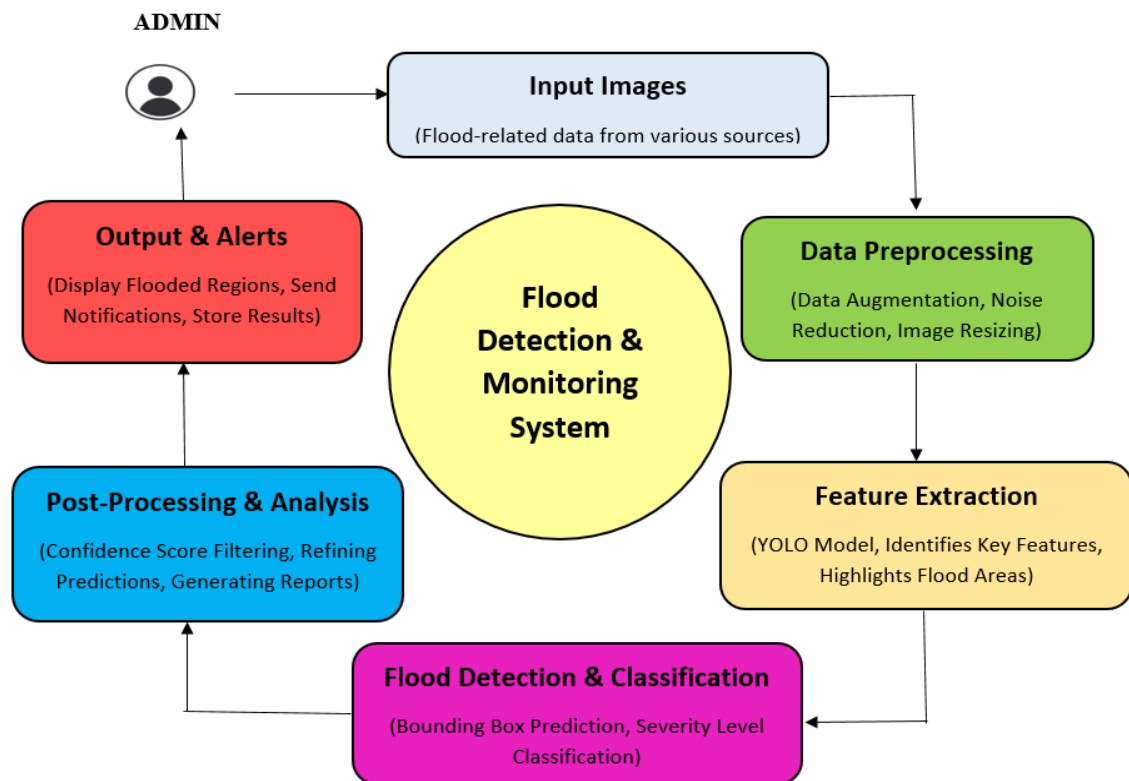 ADMIN
Input Images
(Flood-related data from various sources)
Data Preprocessing
(Data Augmentation, Noise
Reduction, Image Resizing)
Feature Extraction
(YOLO Model, Identifies Key Features,
Highlights Flood Areas)
Flood Detection & Classification
(Bounding Box Prediction, Severity Level
Classification)
Post-Processing & Analysis
(Confidence Score Filtering, Refining
Predictions, Generating Reports)
Output & Alerts
(Display Flooded Regions, Send
Notifications, Store Results)
Flood
Detection &
Monitoring
System